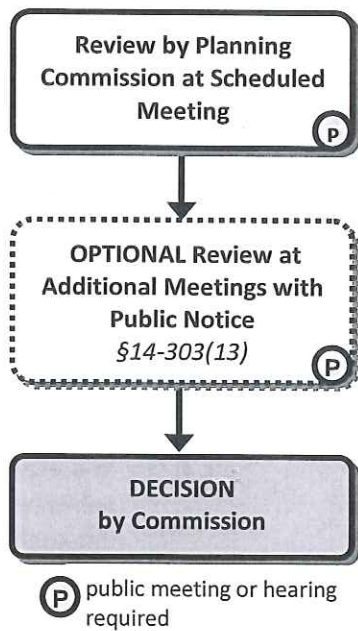 Review by Planning
Commission at Scheduled
Meeting
P
OPTIONAL Review at
Additional Meetings with
Public Notice
§14-303(13)
P
DECISION
by Commission
P public meeting or hearing
required